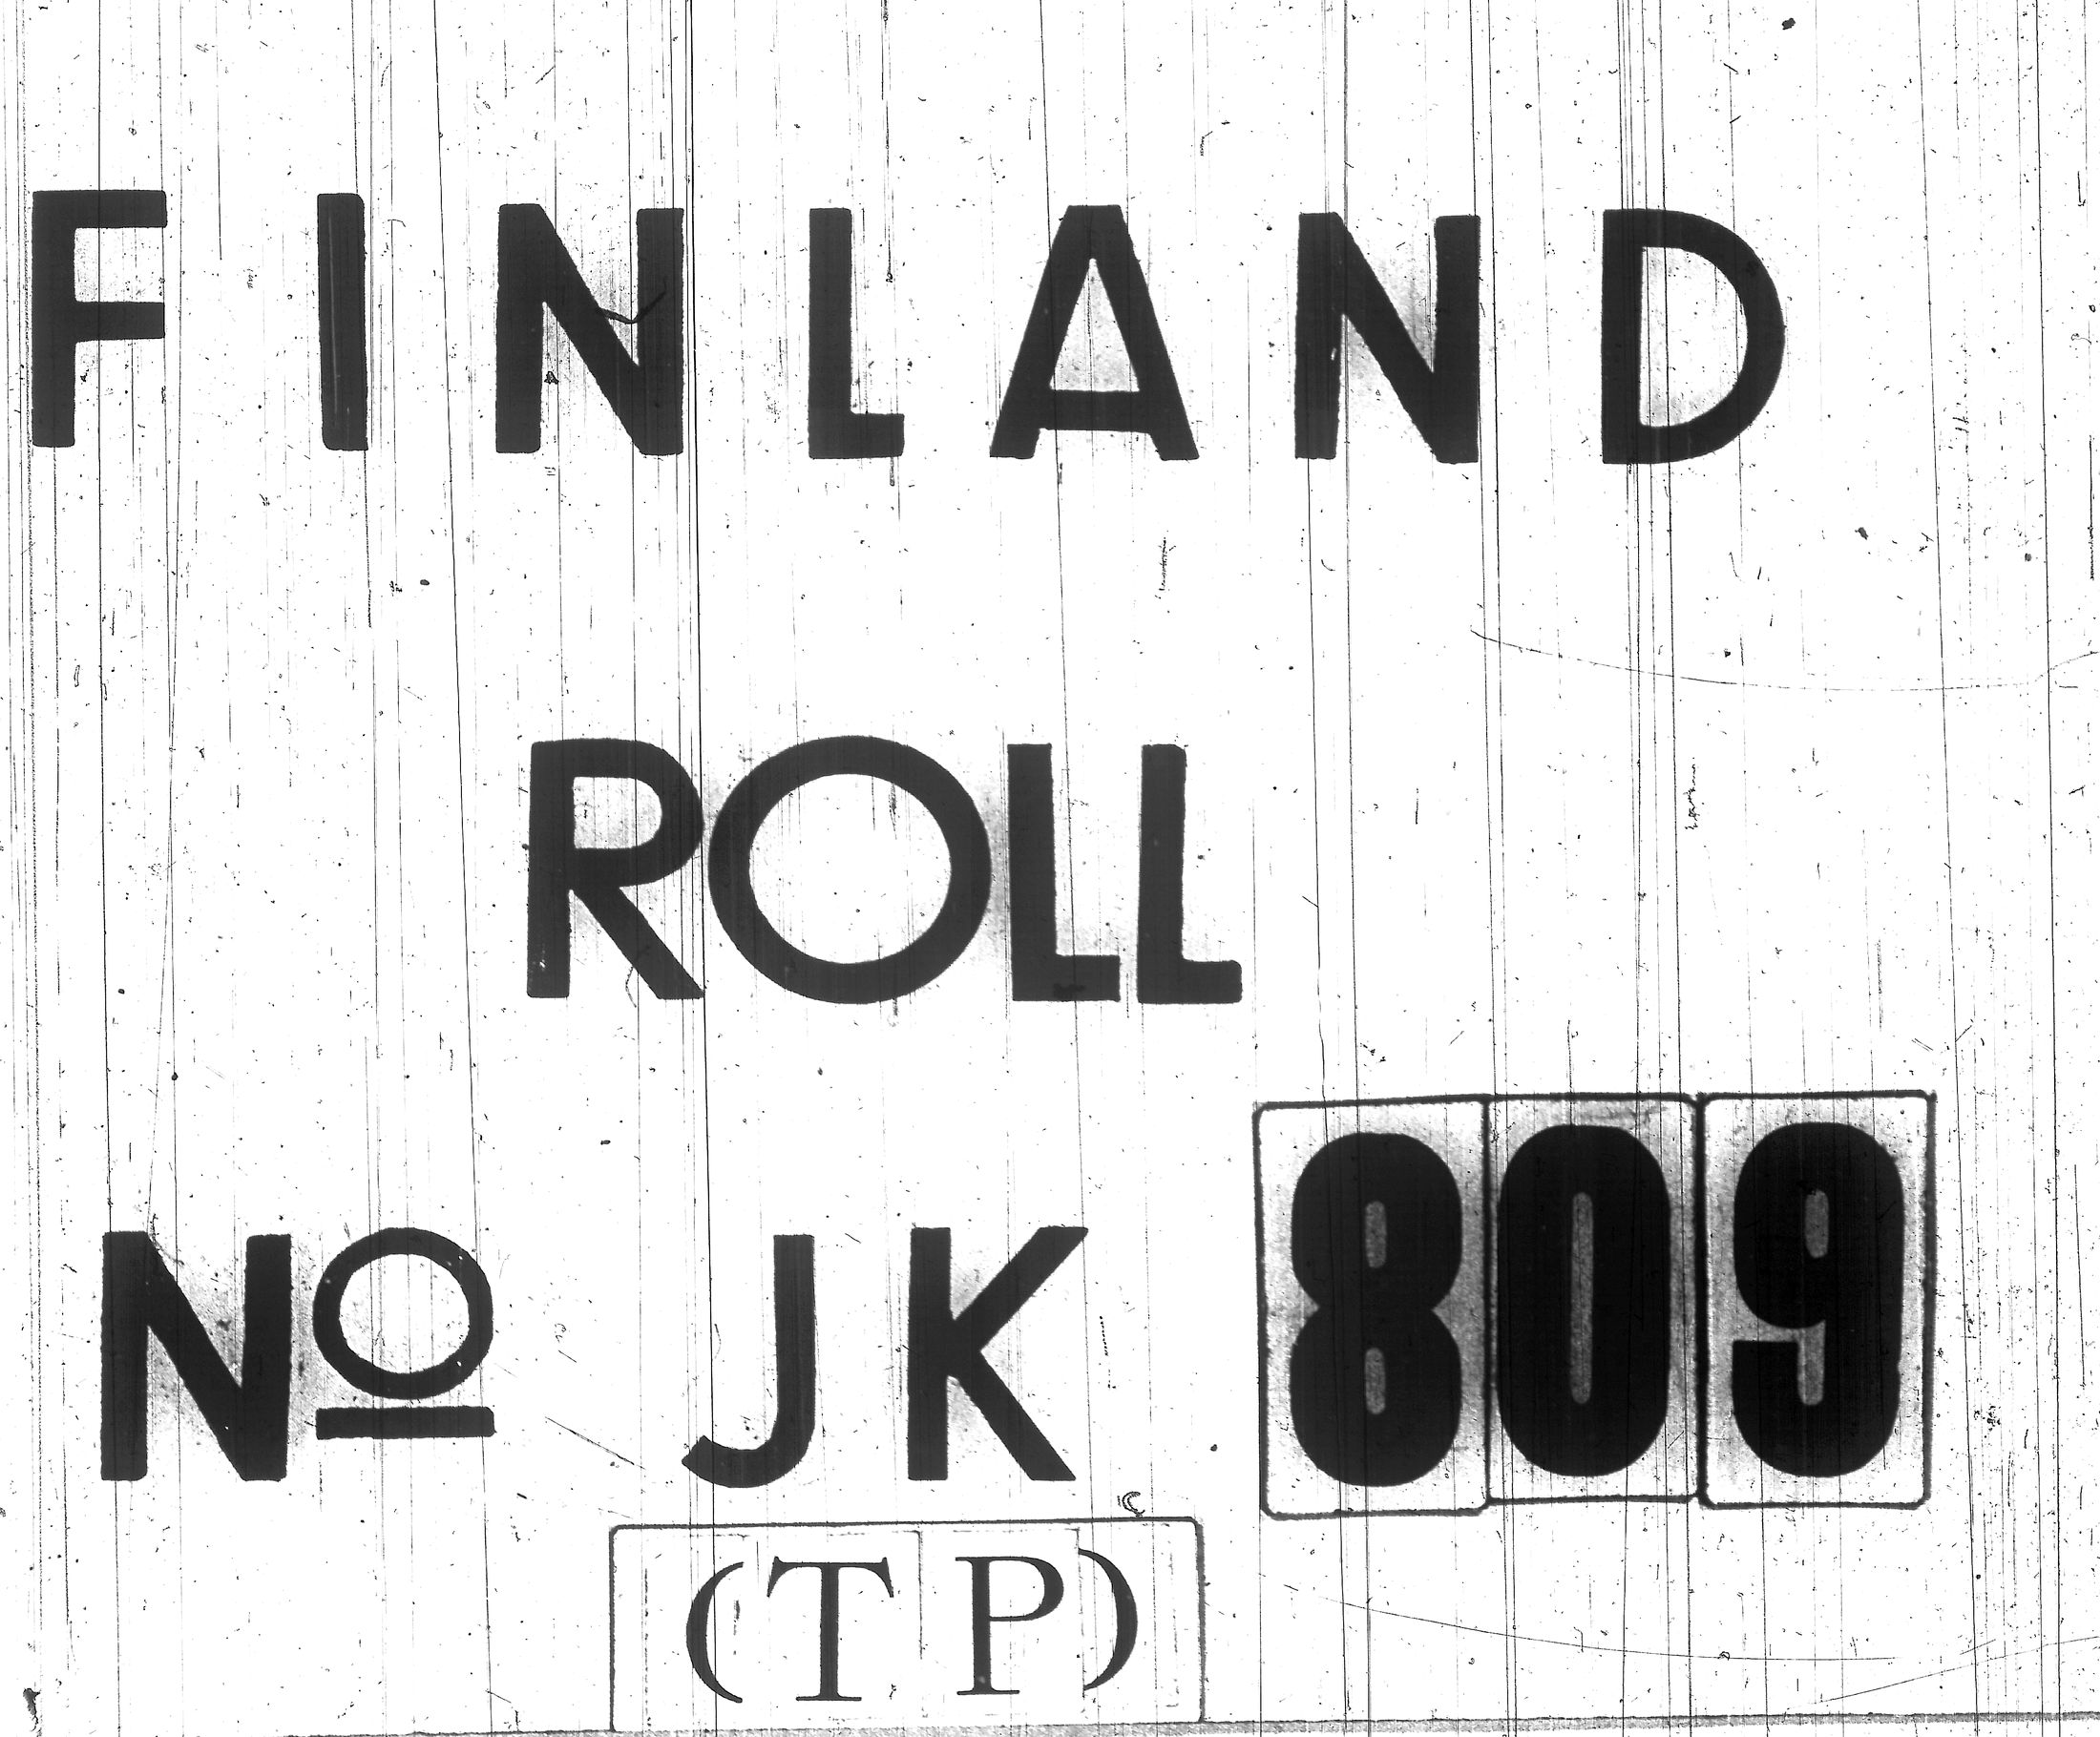 FINLAND
ROLL
Nº JK 809
(TP)